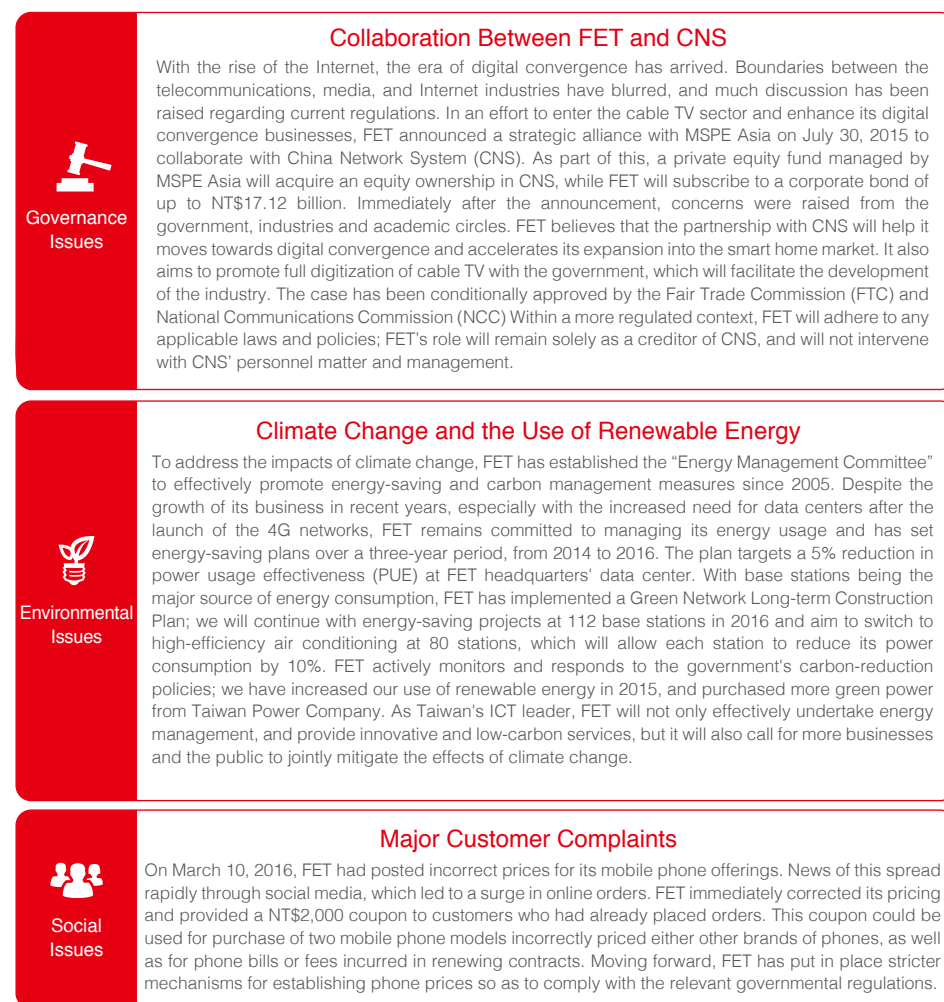 Collaboration Between FET and CNS
With the rise of the Internet, the era of digital convergence has arrived. Boundaries between the
telecommunications, media, and Internet industries have blurred, and much discussion has been
raised regarding current regulations. In an effort to enter the cable TV sector and enhance its digital
convergence businesses, FET announced a strategic alliance with MSPE Asia on July 30, 2015 to
collaborate with China Network System (CNS). As part of this, a private equity fund managed by
MSPE Asia will acquire an equity ownership in CNS, while FET will subscribe to a corporate bond of
up to NT$17.12 billion. Immediately after the announcement, concerns were raised from the
government, industries and academic circles. FET believes that the partnership with CNS will help it
moves towards digital convergence and accelerates its expansion into the smart home market. It also
aims to promote full digitization of cable TV with the government, which will facilitate the development
of the industry. The case has been conditionally approved by the Fair Trade Commission (FTC) and
National Communications Commission (NCC) Within a more regulated context, FET will adhere to any
applicable laws and policies; FET's role will remain solely as a creditor of CNS, and will not intervene
with CNS' personnel matter and management.
Governance
Issues
Climate Change and the Use of Renewable Energy
To address the impacts of climate change, FET has established the “Energy Management Committee”
to effectively promote energy-saving and carbon management measures since 2005. Despite the
growth of its business in recent years, especially with the increased need for data centers after the
launch of the 4G networks, FET remains committed to managing its energy usage and has set
energy-saving plans over a three-year period, from 2014 to 2016. The plan targets a 5% reduction in
power usage effectiveness (PUE) at FET headquarters' data center. With base stations being the
major source of energy consumption, FET has implemented a Green Network Long-term Construction
Plan; we will continue with energy-saving projects at 112 base stations in 2016 and aim to switch to
high-efficiency air conditioning at 80 stations, which will allow each station to reduce its power
consumption by 10%. FET actively monitors and responds to the government's carbon-reduction
policies; we have increased our use of renewable energy in 2015, and purchased more green power
from Taiwan Power Company. As Taiwan's ICT leader, FET will not only effectively undertake energy
management, and provide innovative and low-carbon services, but it will also call for more businesses
and the public to jointly mitigate the effects of climate change.
Environmental
Issues
Major Customer Complaints
On March 10, 2016, FET had posted incorrect prices for its mobile phone offerings. News of this spread
rapidly through social media, which led to a surge in online orders. FET immediately corrected its pricing
and provided a NT$2,000 coupon to customers who had already placed orders. This coupon could be
used for purchase of two mobile phone models incorrectly priced either other brands of phones, as well
as for phone bills or fees incurred in renewing contracts. Moving forward, FET has put in place stricter
mechanisms for establishing phone prices so as to comply with the relevant governmental regulations.
Social
Issues